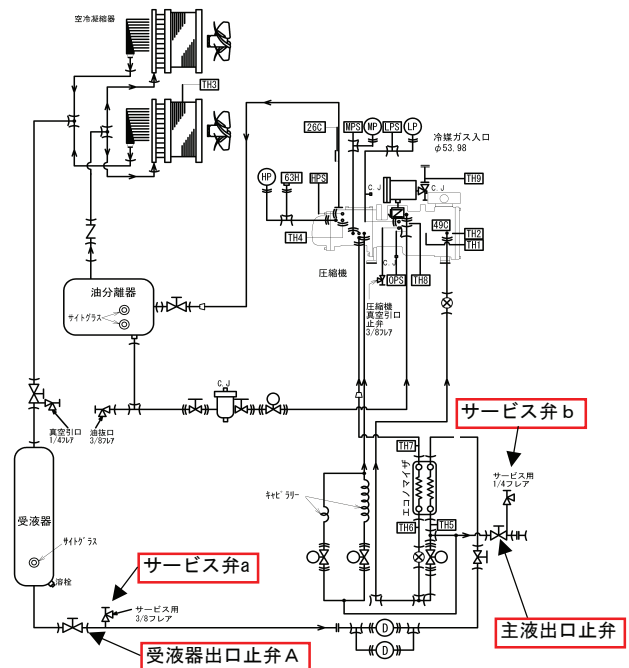 空冷凝縮器
TH3
26C
MPS
MP
LPS
LP
冷媒ガス入口
φ53.98
HP
63H
HPS
C.J
TH9
TH4
49C
TH2
TH1
圧縮機
C.J
OPS
TH8
圧縮機
真空引口
止弁
3/8フレア
油分離器
サイトグラス
C.J
真空引口
1/4フレア
油抜口
3/8フレア
サービス弁b
サービス用
1/4フレア
TH7
エコノマイザ
キャピラリー
TH6
TH5
受液器
サイトグラス
溶栓
サービス弁a
サービス用
3/8フレア
主液出口止弁
受液器出口止弁A
D
D